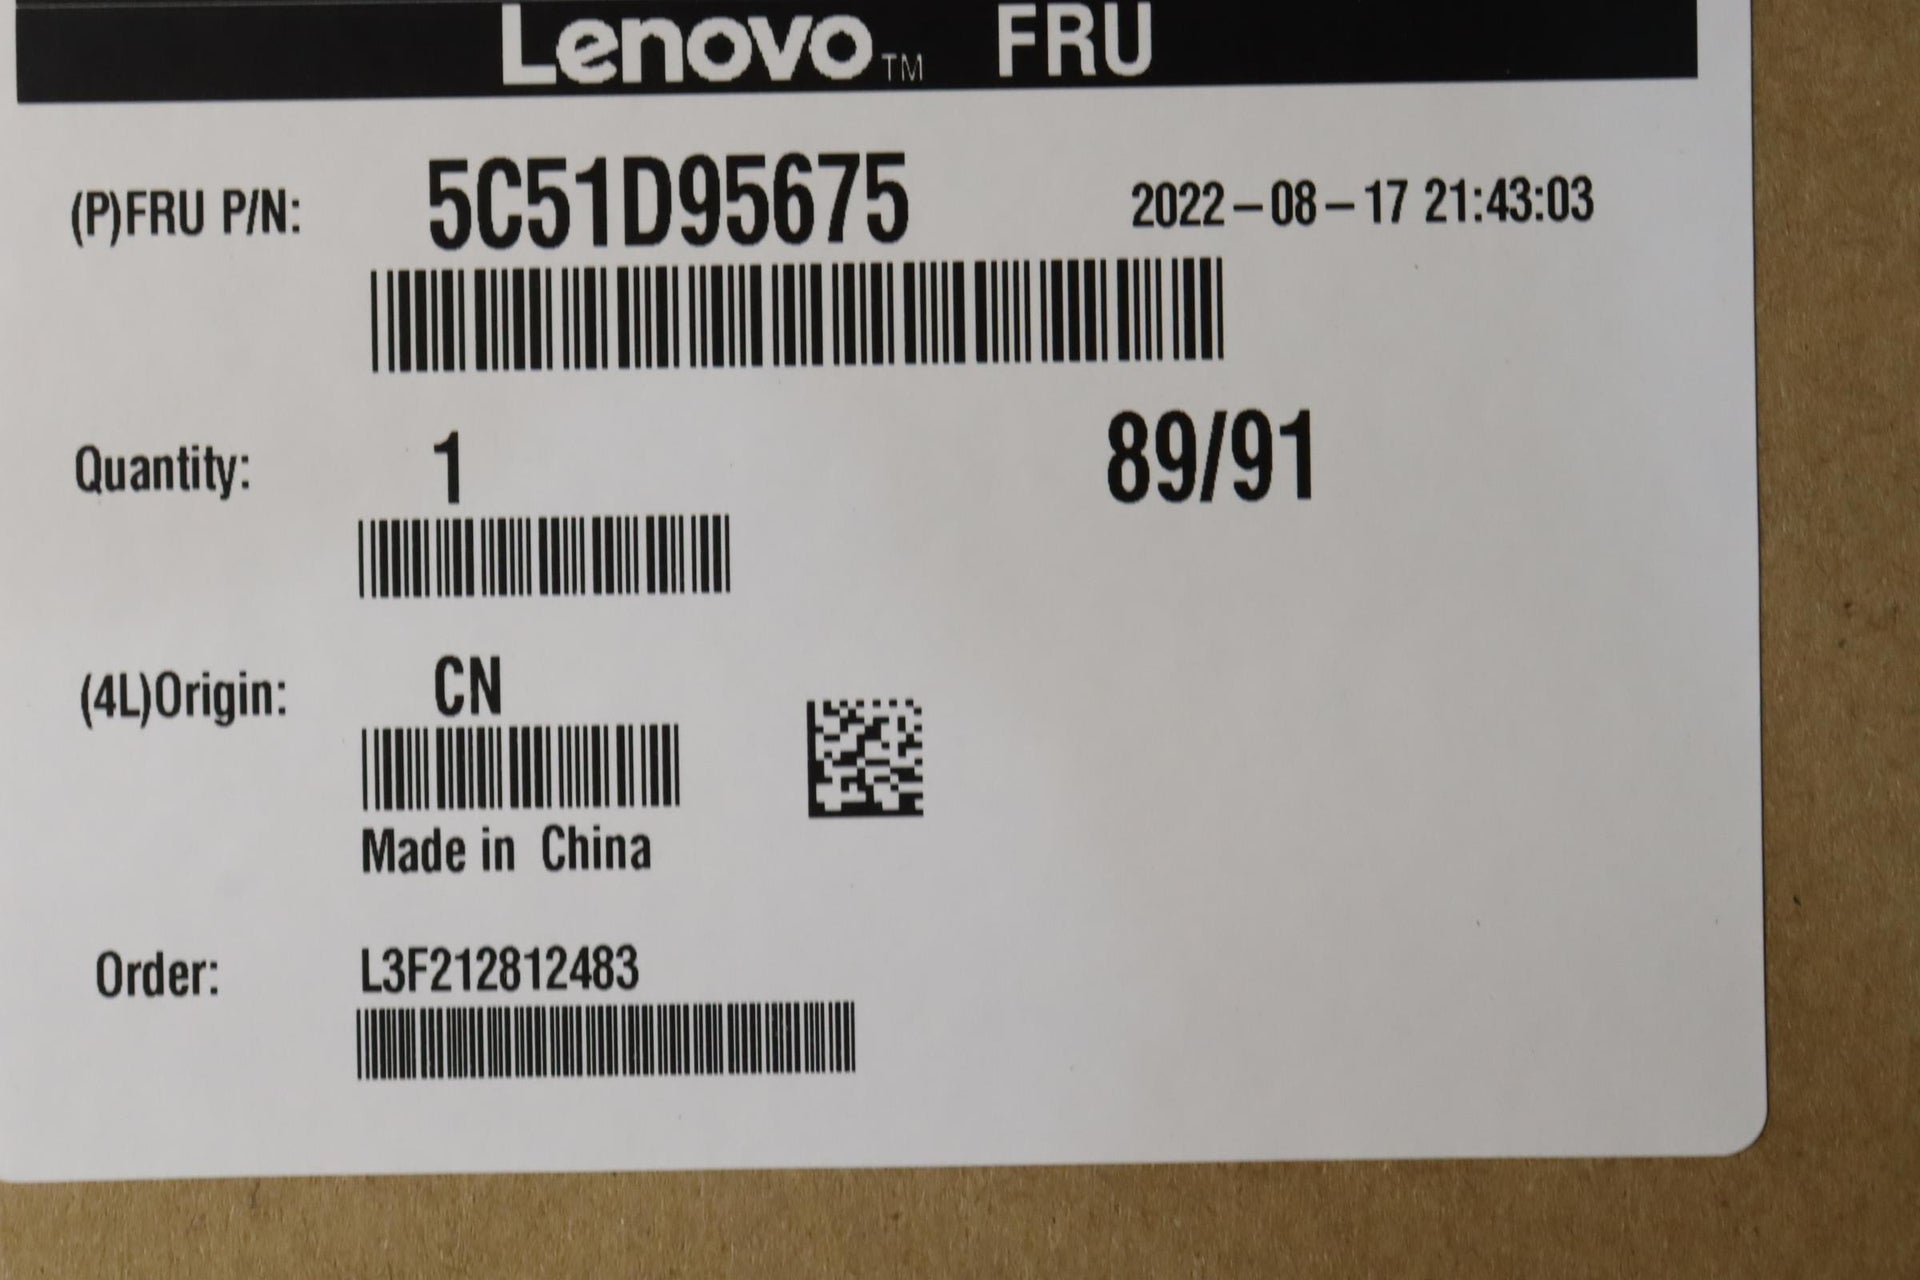 Lenovo™ FRU
(P)FRU P/N: 5C51D95675 2022-08-17 21:43:03
Quantity: 1 89/91
(4L)Origin: CN
Made in China
Order: L3F212812483